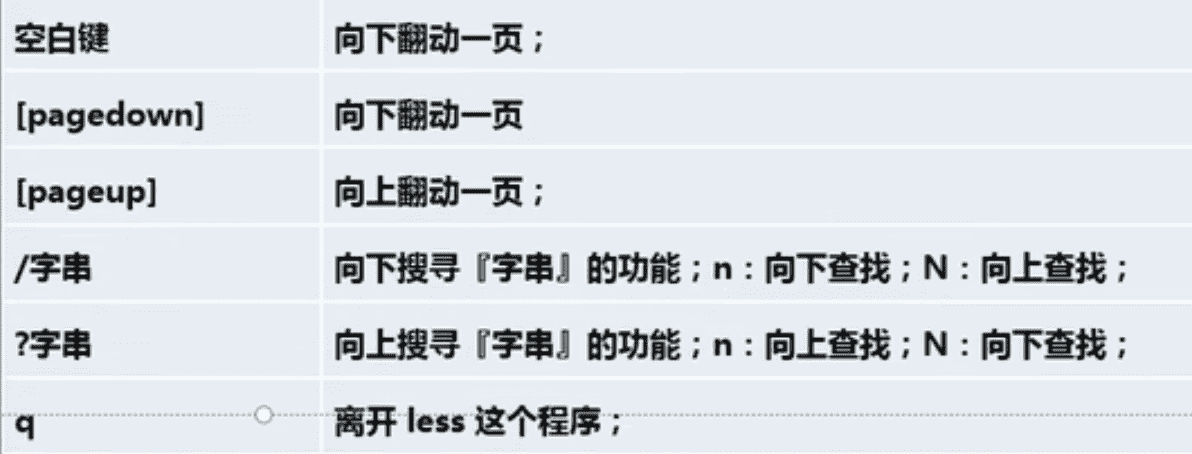 空白键 向下翻动一页；
[pagedown] 向下翻动一页
[pageup] 向上翻动一页；
/字串 向下搜寻『字串』的功能；n：向下查找；N：向上查找；
?字串 向上搜寻『字串』的功能；n：向上查找；N：向下查找；
q 离开 less 这个程序；